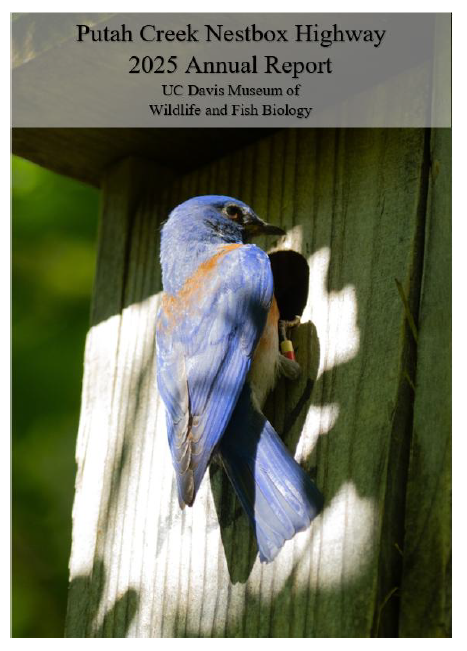 Putah Creek Nestbox Highway
2025 Annual Report
UC Davis Museum of
Wildlife and Fish Biology